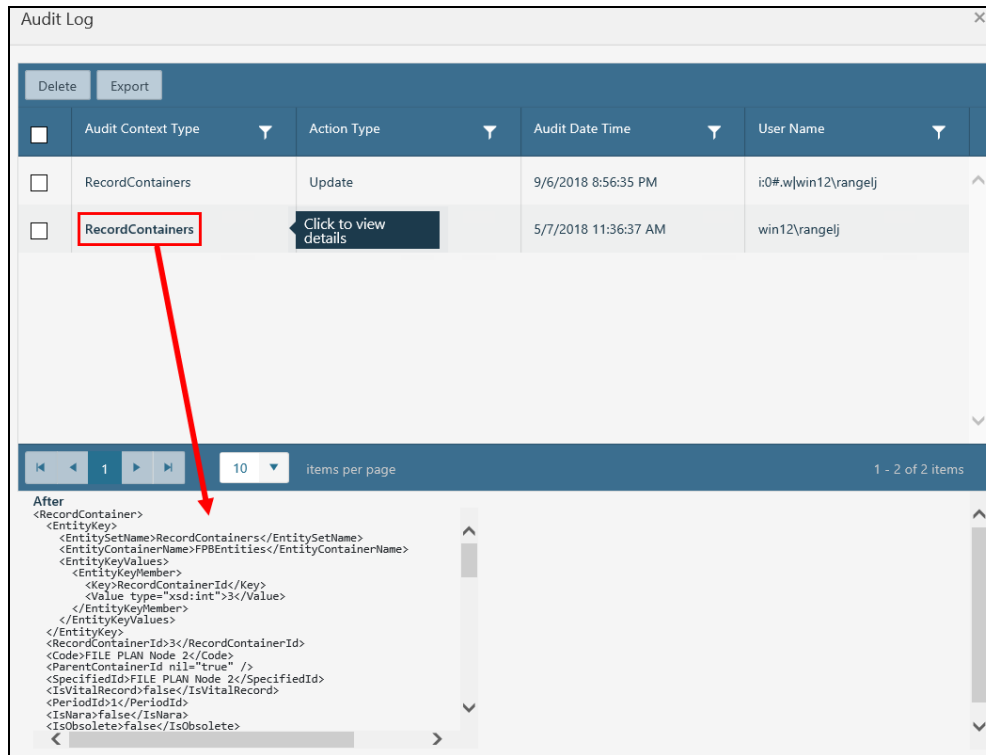 Audit Log
Delete Export
Audit Context Type Action Type Audit Date Time User Name
RecordContainers Update 9/6/2018 8:56:35 PM i:0#.w|win12\rangelj
RecordContainers Click to view details 5/7/2018 11:36:37 AM win12\rangelj
1 10 items per page 1 - 2 of 2 items
After
<RecordContainer>
<EntityKey>
<EntitySetName>RecordContainers</EntitySetName>
<EntityContainerName>FPBEntities</EntityContainerName>
<EntityKeyValues>
<EntityKeyMember>
<Key>RecordContainerId</Key>
<Value type="xsd:int">3</Value>
</EntityKeyMember>
</EntityKeyValues>
</EntityKey>
<RecordContainerId>3</RecordContainerId>
<Code>FILE PLAN Node 2</Code>
<ParentContainerId nil="true" />
<SpecifiedId>FILE PLAN Node 2</SpecifiedId>
<IsVitalRecord>false</IsVitalRecord>
<PeriodId>1</PeriodId>
<IsNara>false</IsNara>
<IsObsolete>false</IsObsolete>